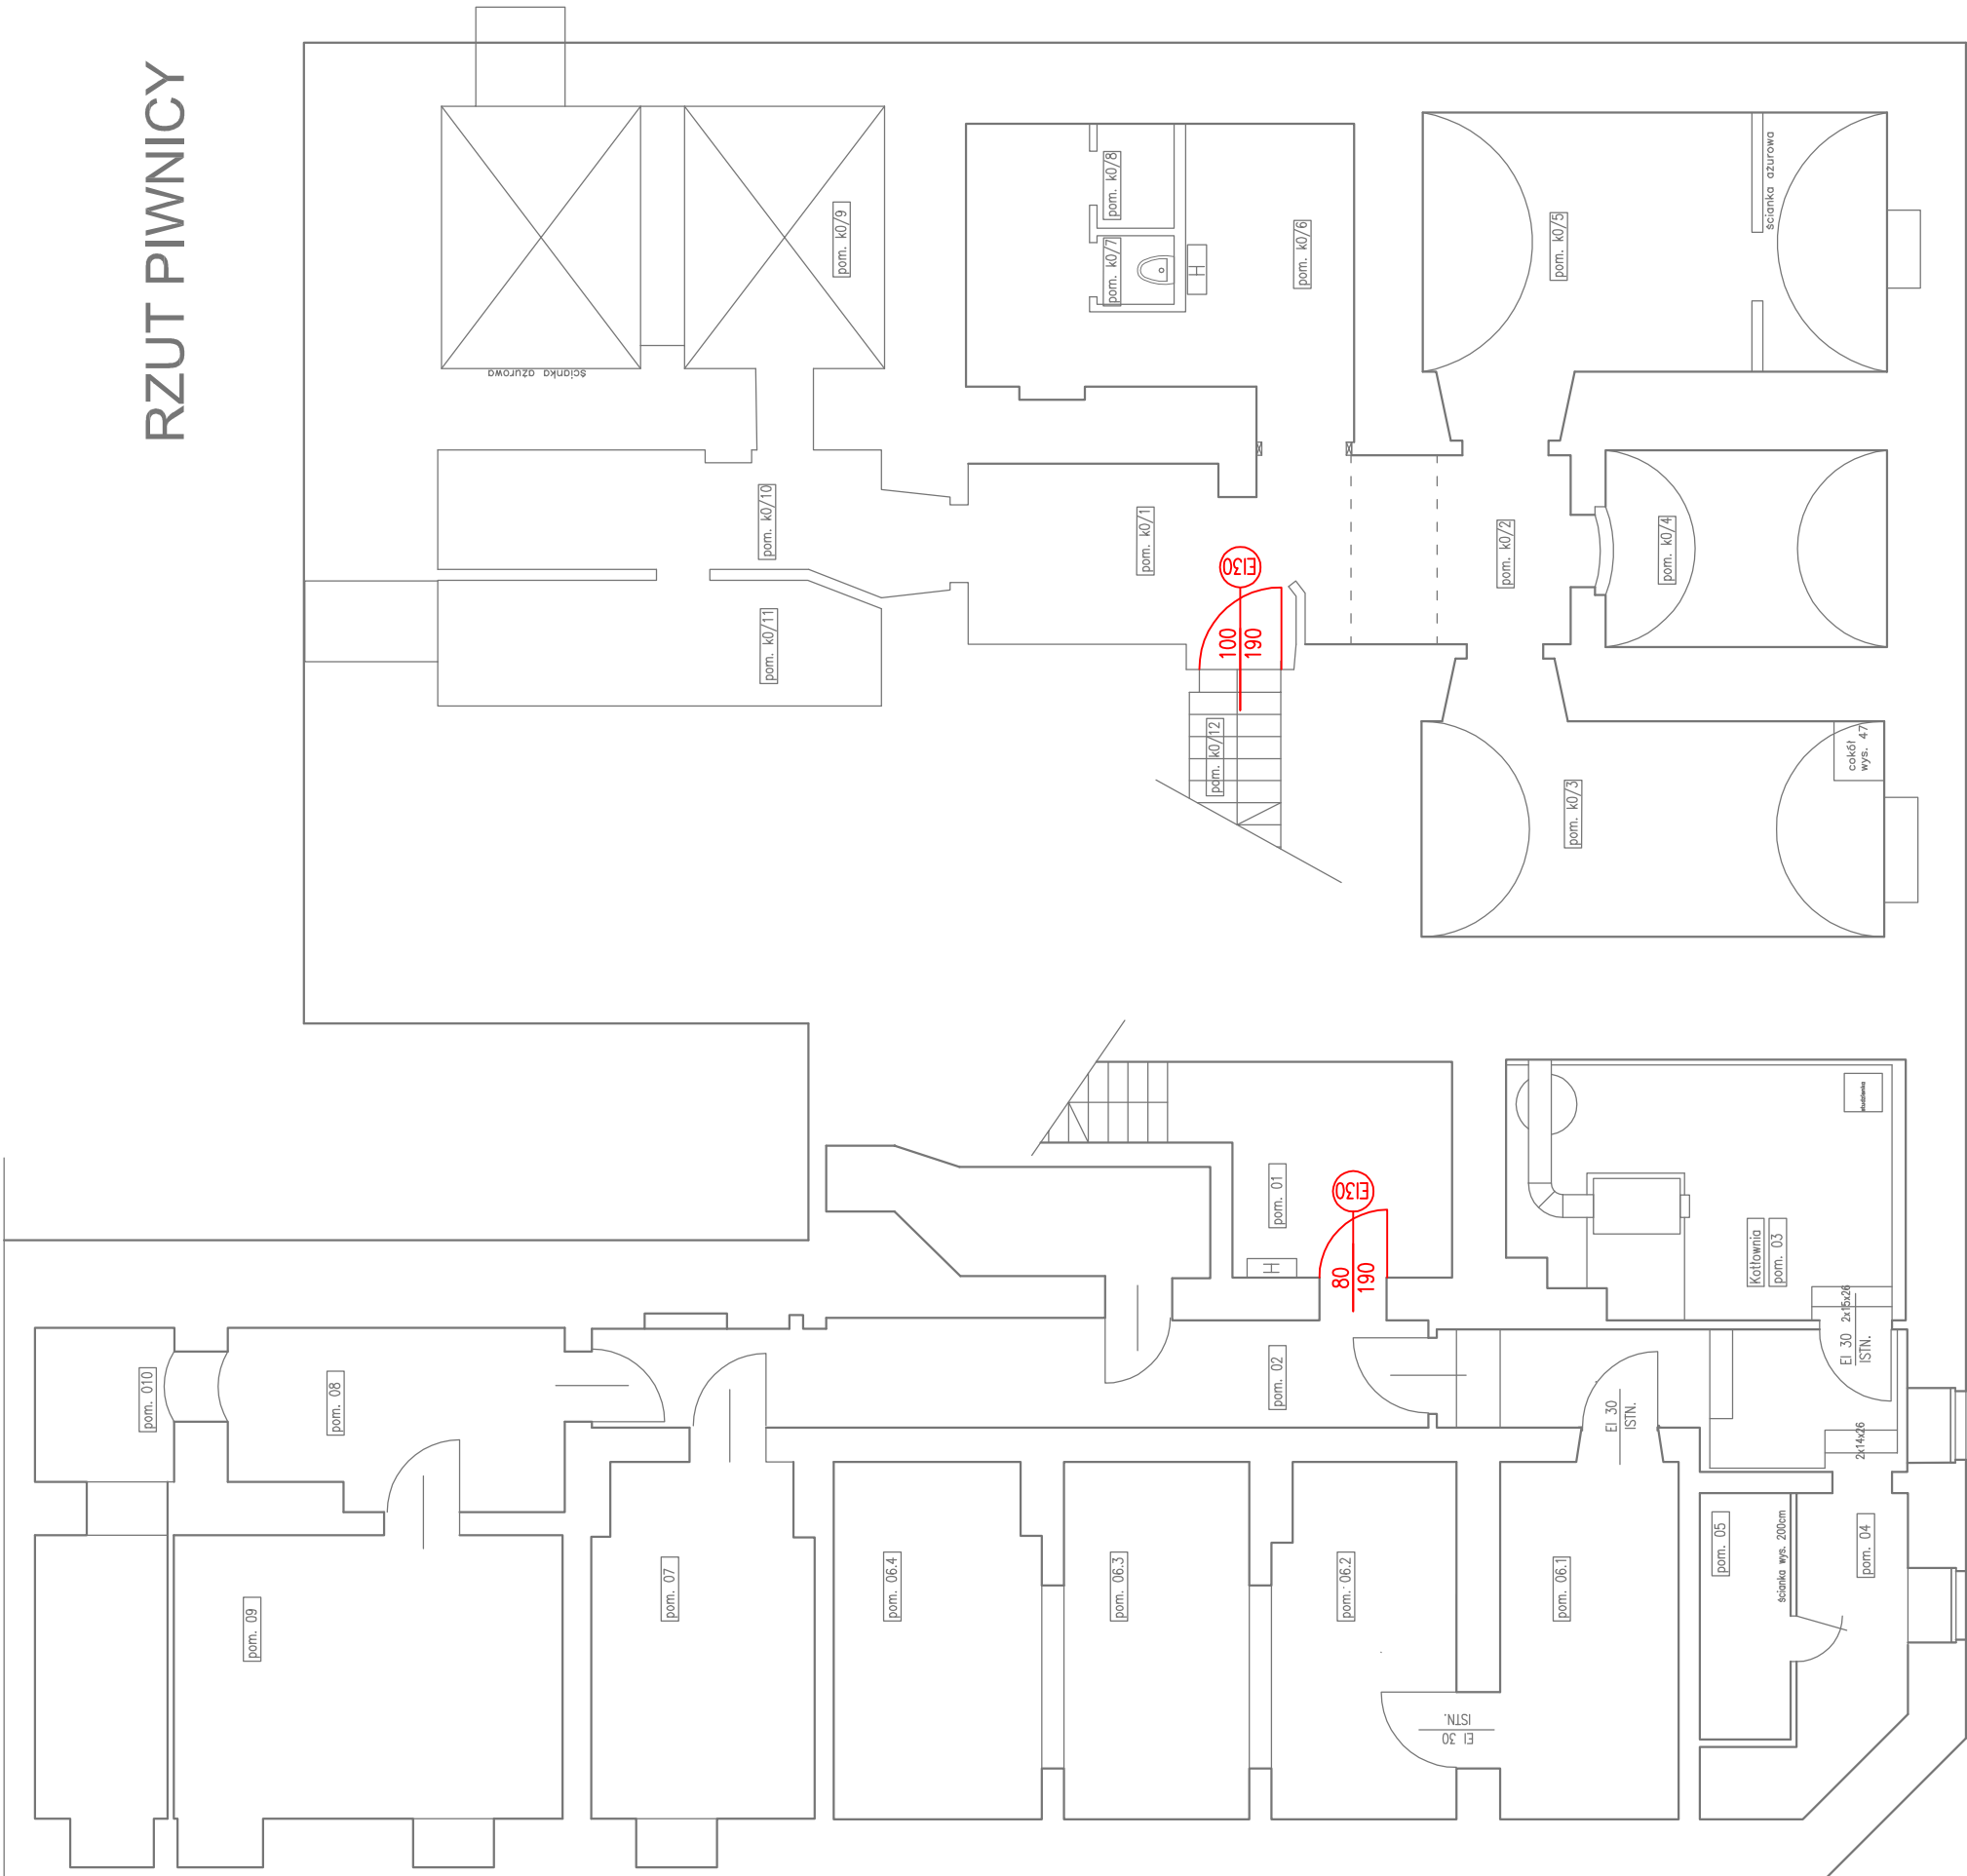 RZUT PIWNICY
pom. k0/9
ścianka ażurowa
pom. k0/8
pom. k0/7
H
pom. k0/6
pom. k0/5
ścianka ażurowa
pom. k0/10
pom. k0/11
pom. k0/1
EI30
100
190
pom. k0/2
pom. k0/4
pom. k0/12
pom. k0/3
cokół
wys. 47
pom. 01
H
EI30
80
190
studzienka
Kotłownia
pom. 03
2x15x26
EI 30
ISTN.
pom. 010
pom. 08
pom. 02
EI 30
ISTN.
2x14x26
pom. 09
pom. 07
pom. 06.4
pom. 06.3
pom. 06.2
pom. 06.1
pom. 05
ścianka wys. 200cm
pom. 04
EI 30
ISTN.